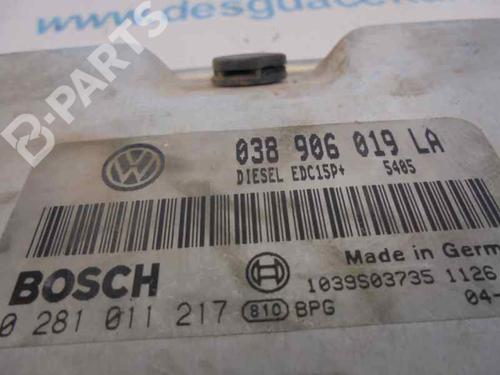 www.desguace
B-PARTS
038 906 019 LA
DIESEL EDC15P+ 5405
Made in Germ
BOSCH
1039S03735 1126
0 281 011 217 810 BPG 04-